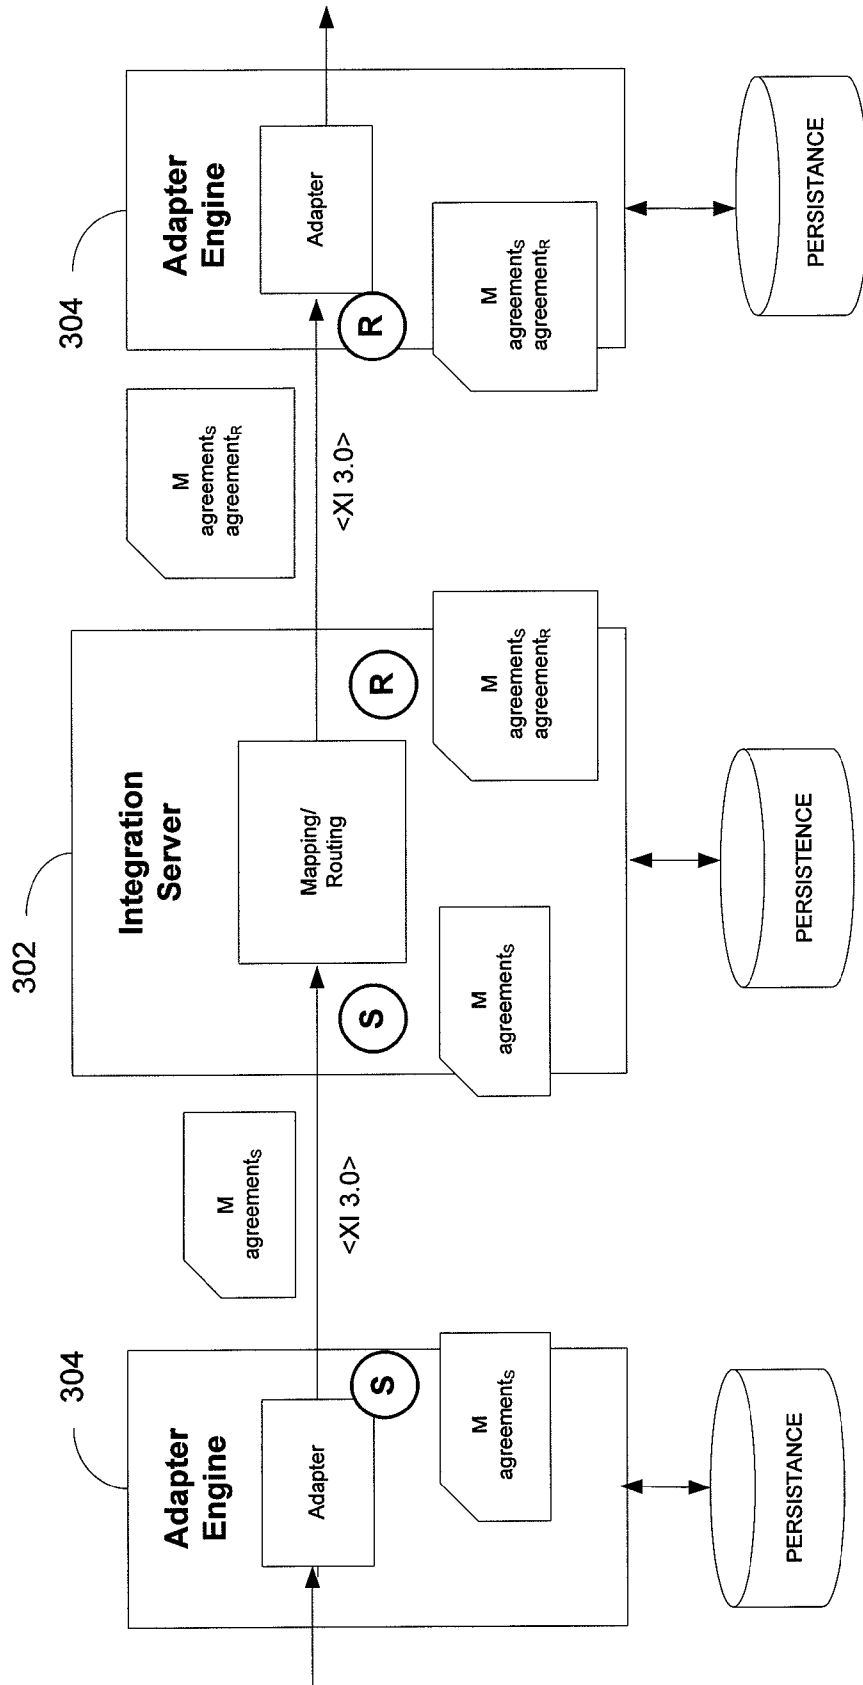 304
Adapter
Engine
Adapter
S
M
agreementS
PERSISTANCE
M
agreementS
<XI 3.0>
302
Integration
Server
Mapping/
Routing
S
R
M
agreementS
M
agreementS
agreementR
PERSISTENCE
M
agreementS
agreementR
<XI 3.0>
304
Adapter
Engine
Adapter
R
M
agreementS
agreementR
PERSISTANCE